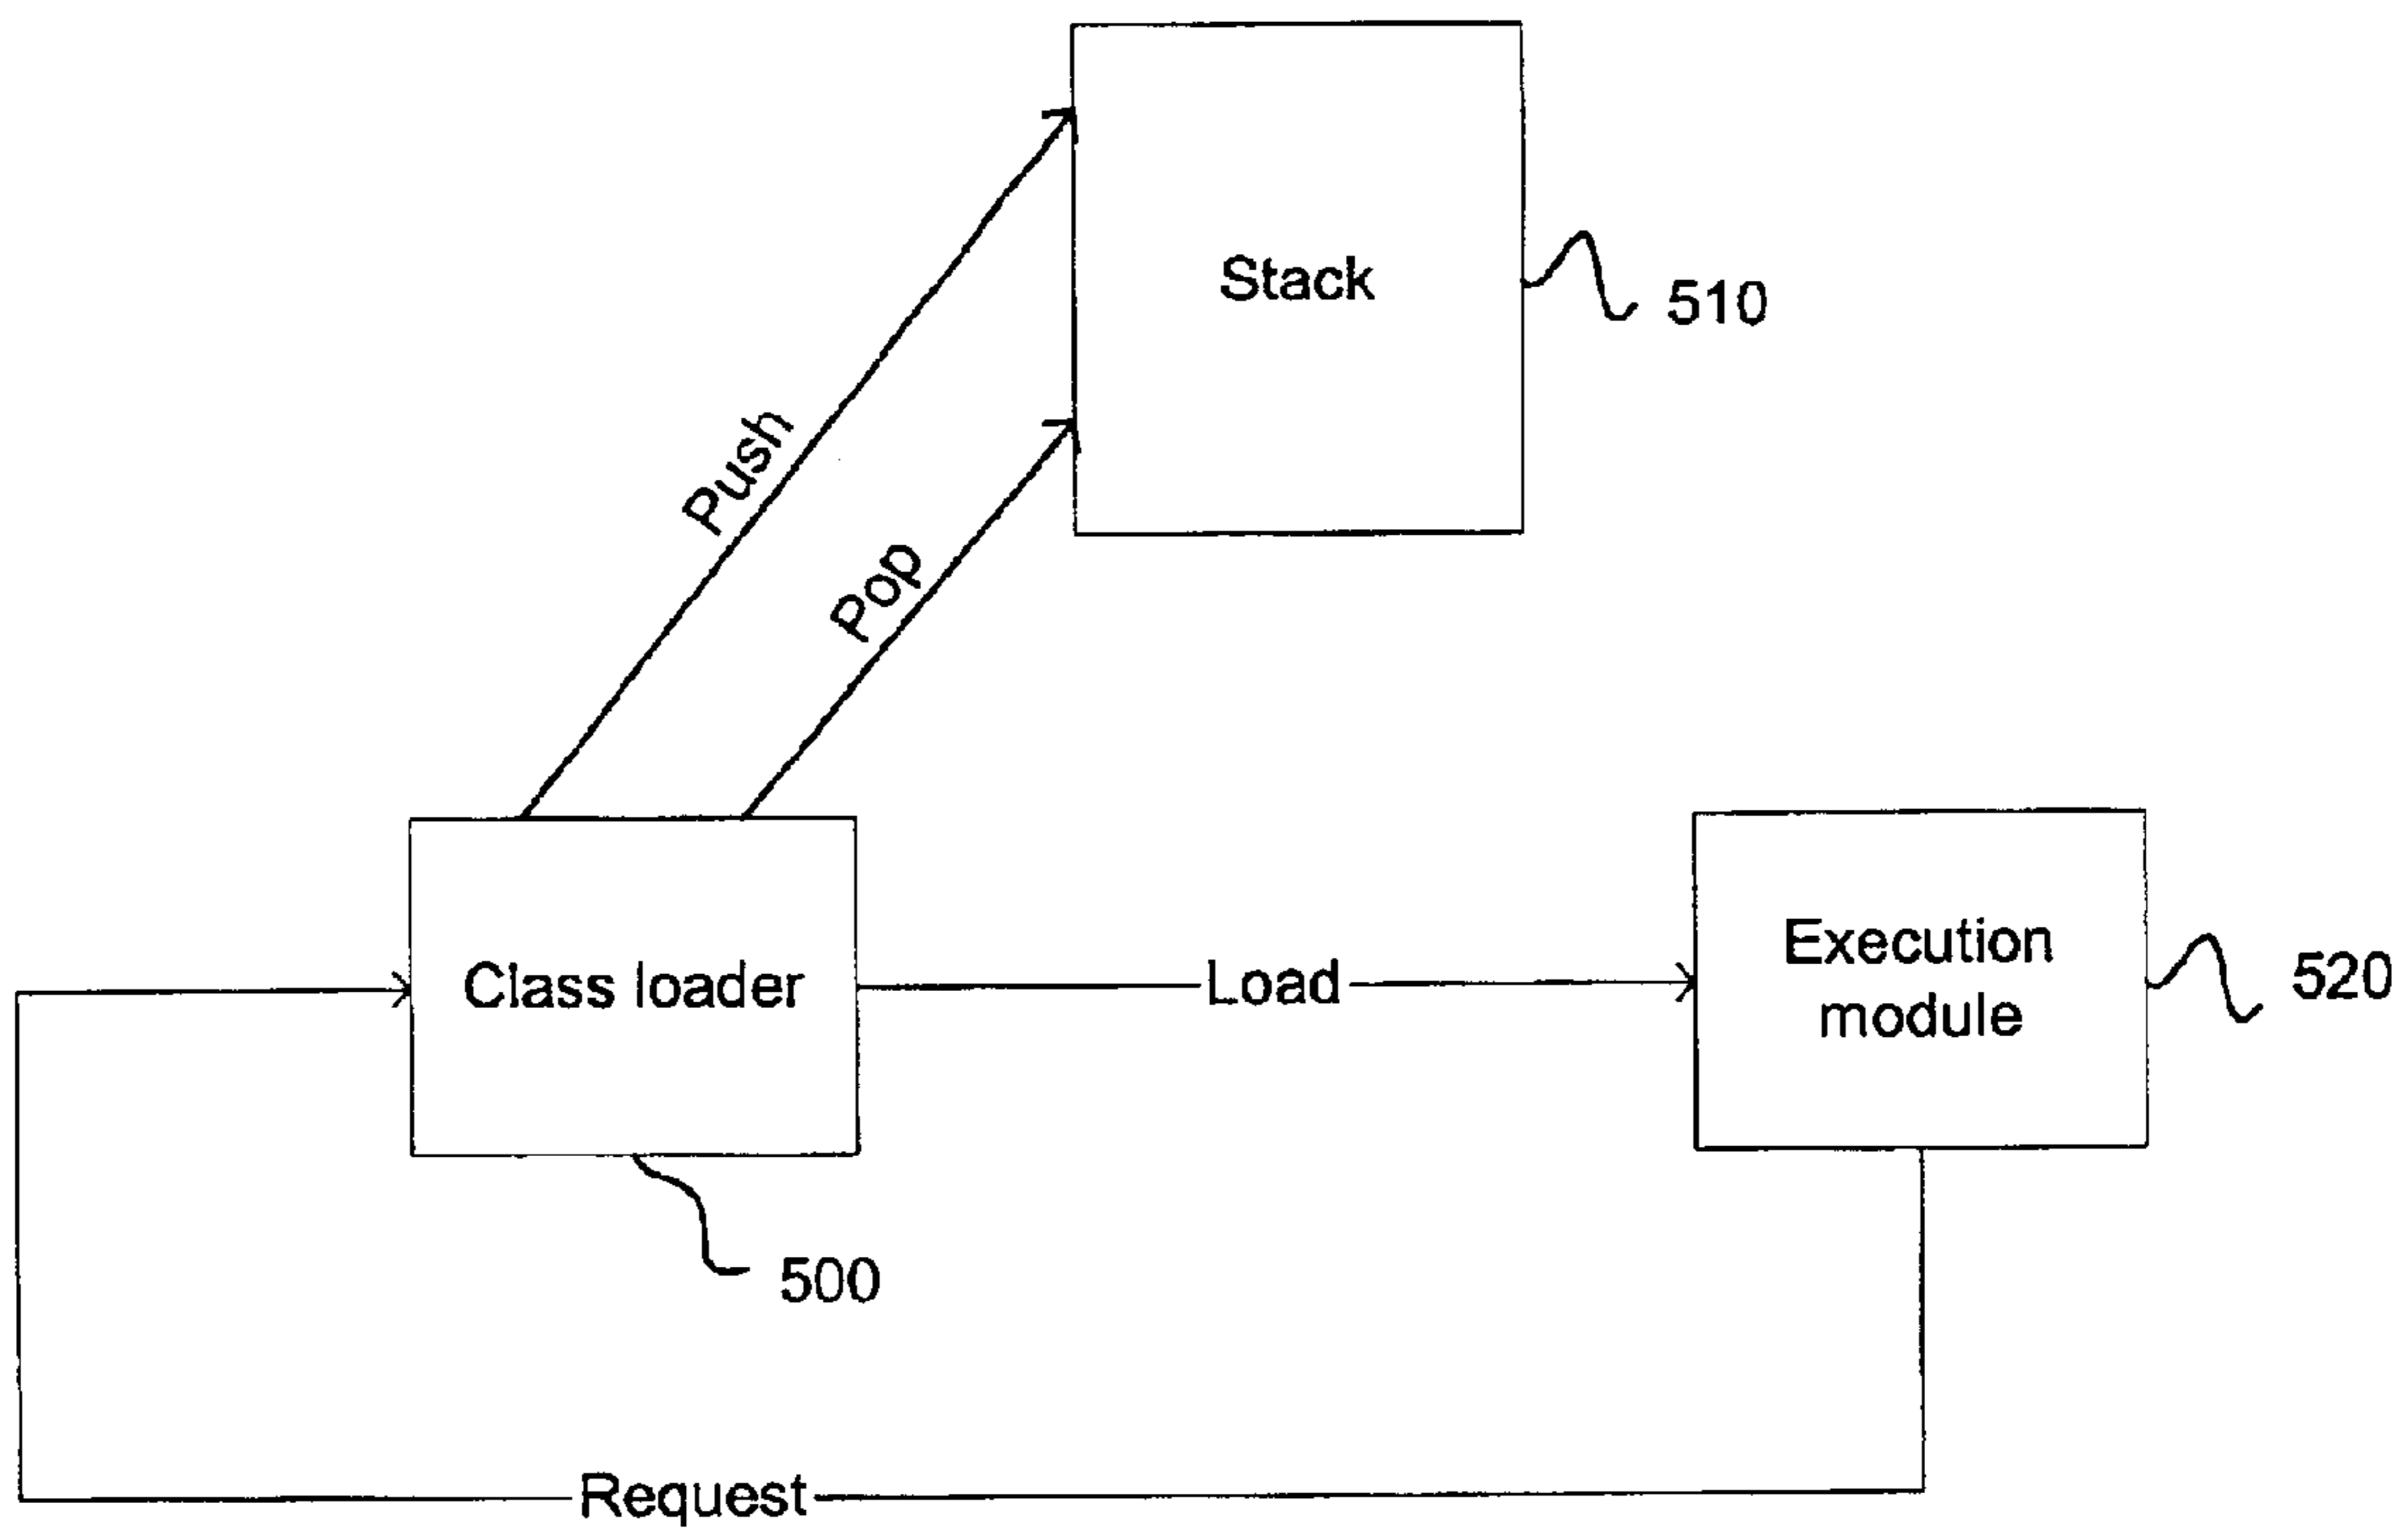 Stack
510
Push
Pop
Class loader
Load
Execution
module
520
500
Request